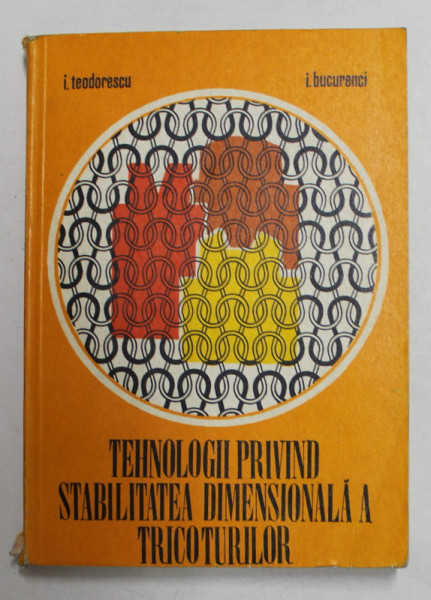 i. teodorescu i. bucurenci
TEHNOLOGII PRIVIND
STABILITATEA DIMENSIONALĂ A
TRICOTURILOR